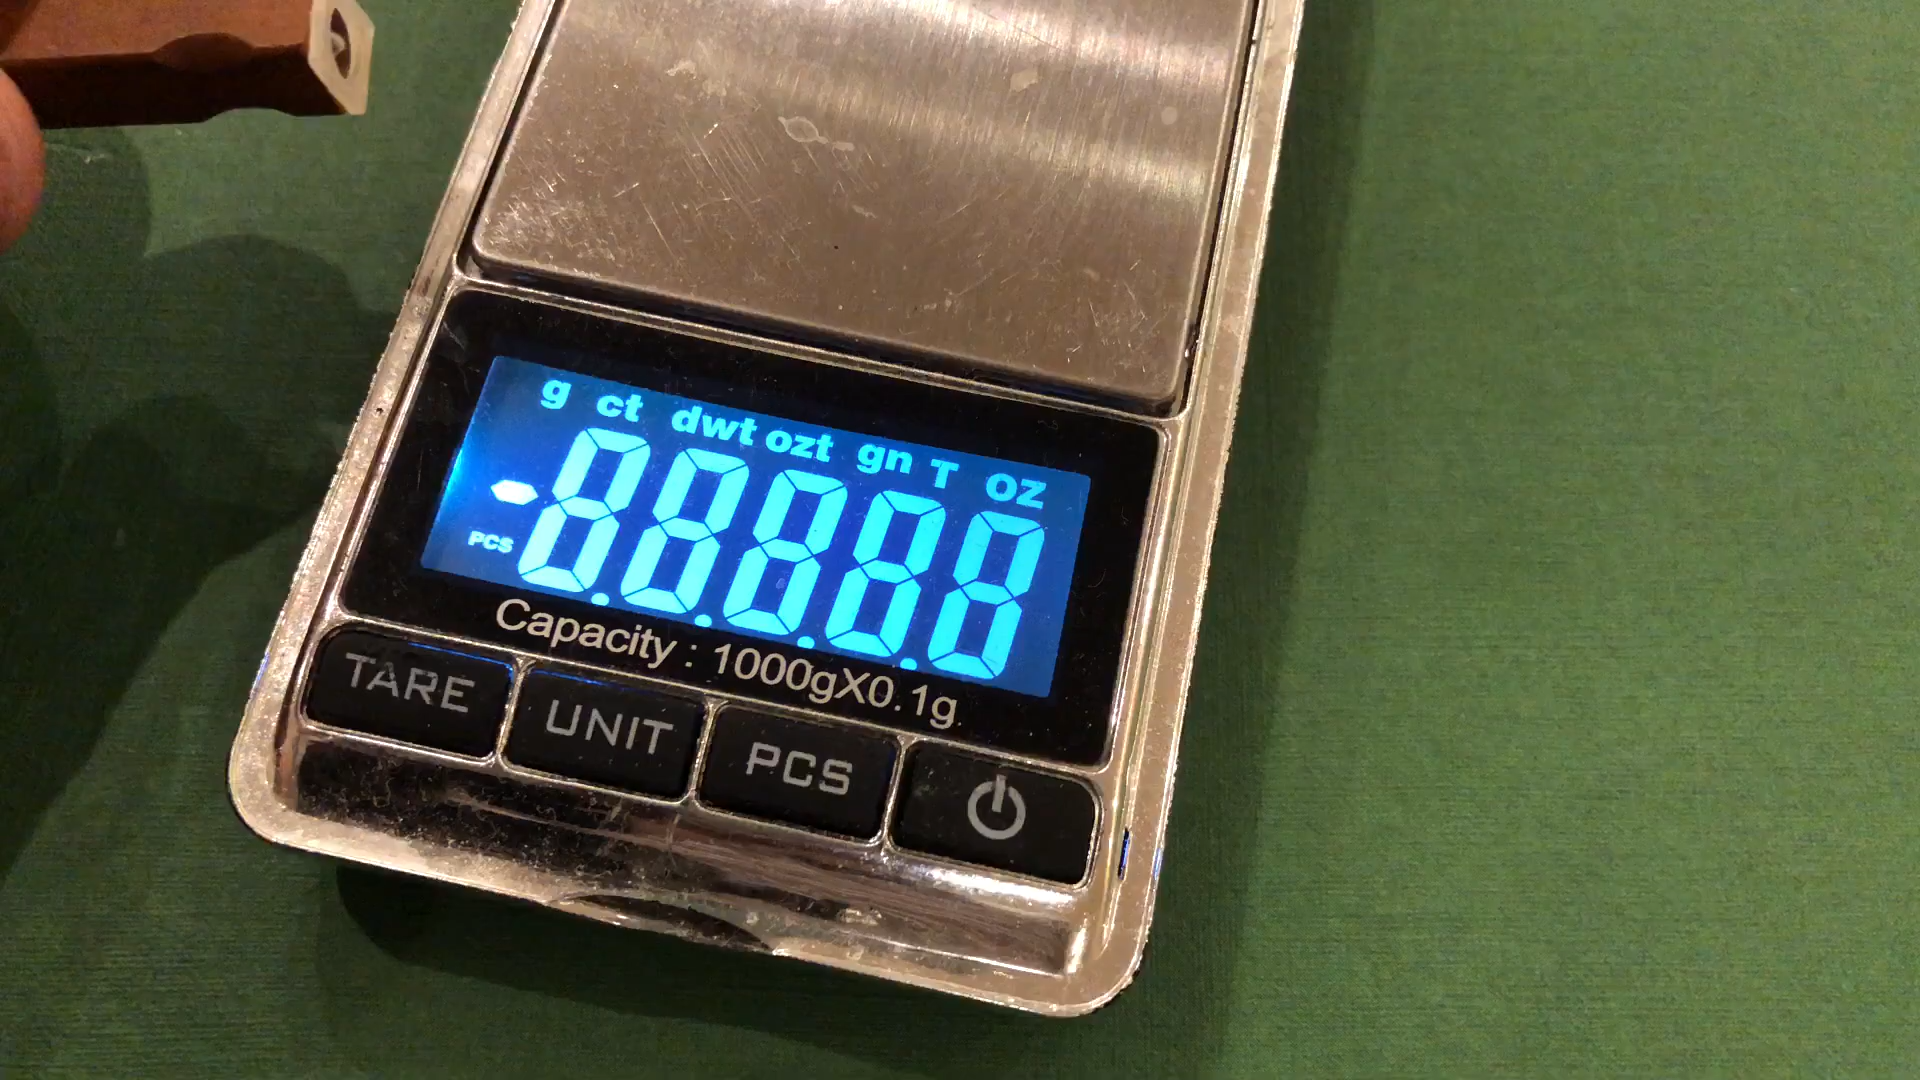 g ct dwt ozt gn T oz
-8.8.8.8.8
PCS
Capacity : 1000gX0.1g
TARE UNIT PCS